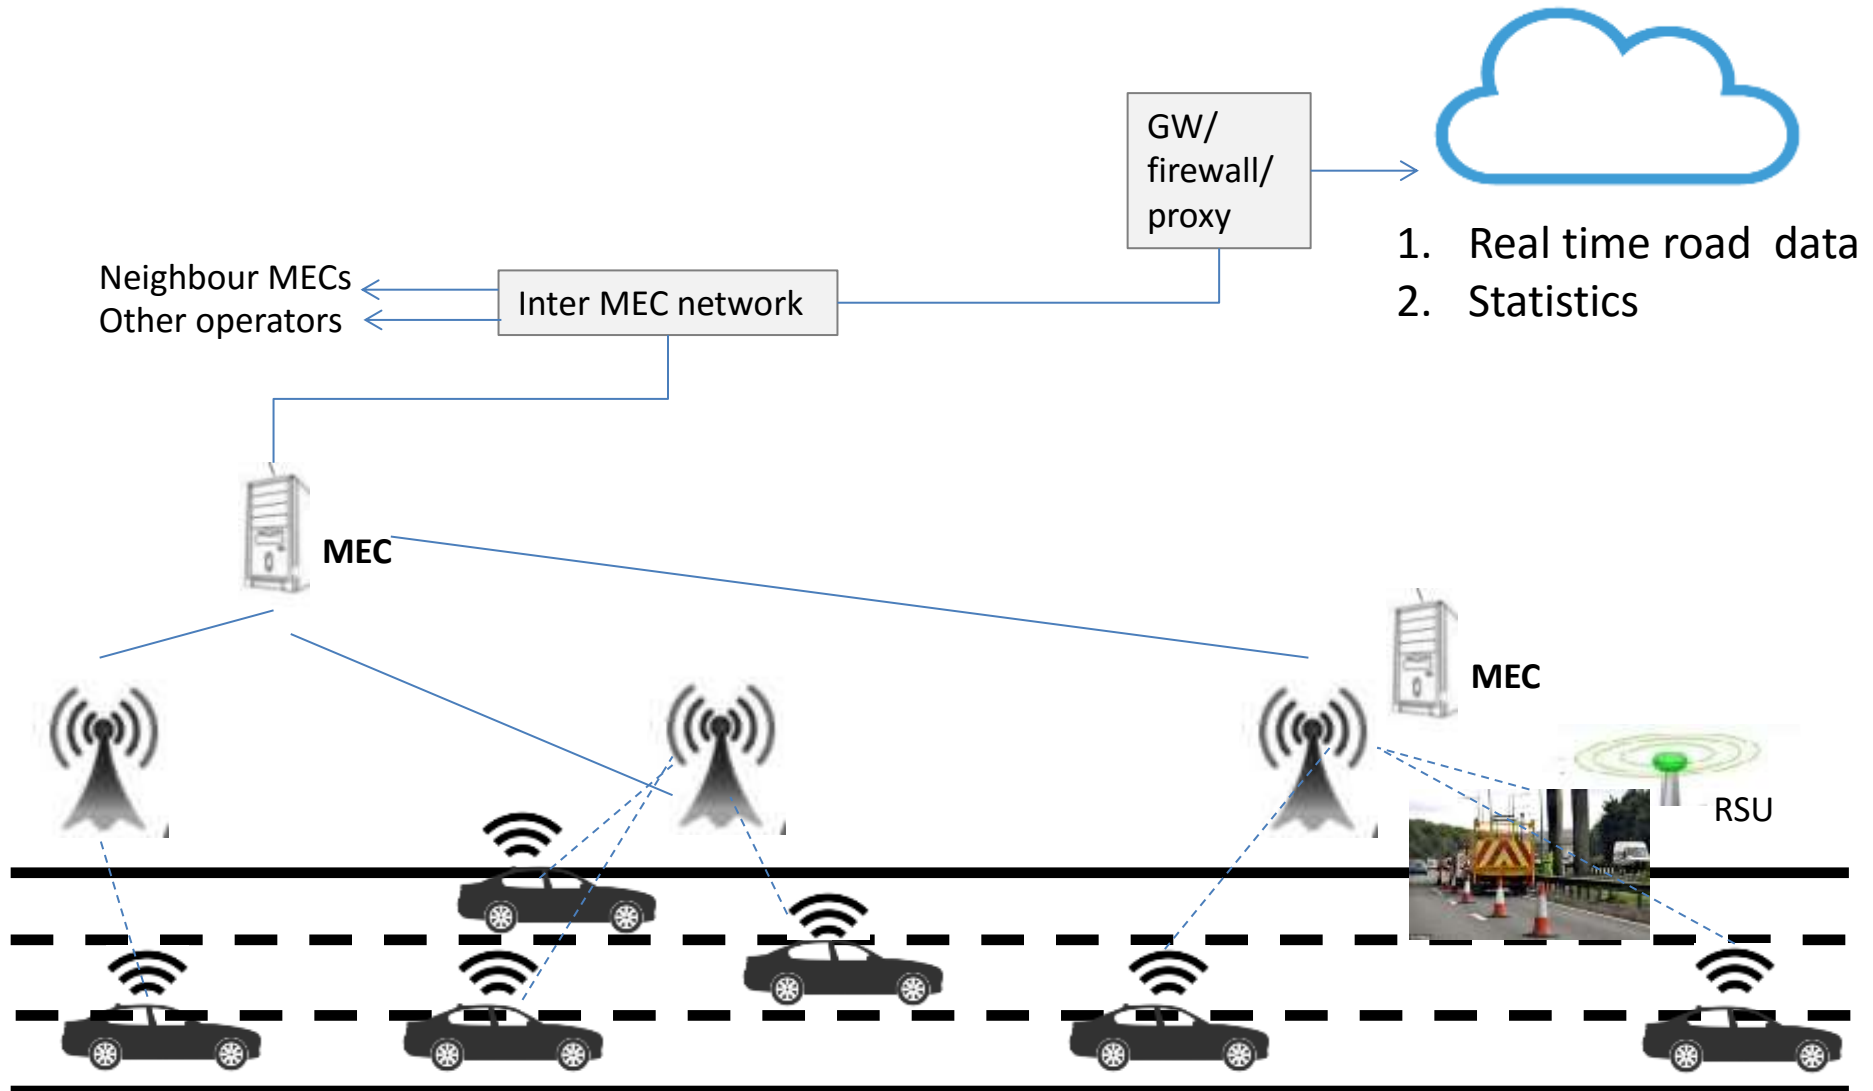 GW/
firewall/
proxy
1. Real time road data
2. Statistics
Neighbour MECs
Other operators
Inter MEC network
MEC
MEC
RSU